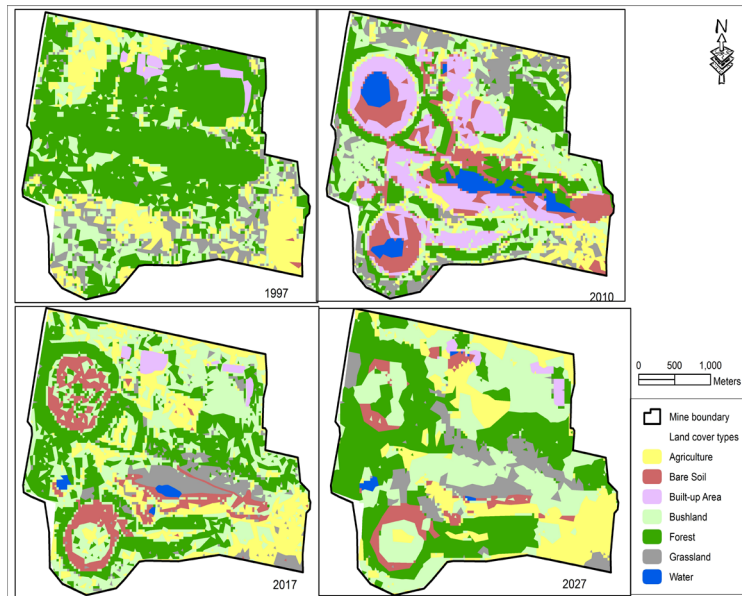 N
1997
2010
2017
2027
0 500 1,000
Meters
Mine boundary
Land cover types
Agriculture
Bare Soil
Built-up Area
Bushland
Forest
Grassland
Water